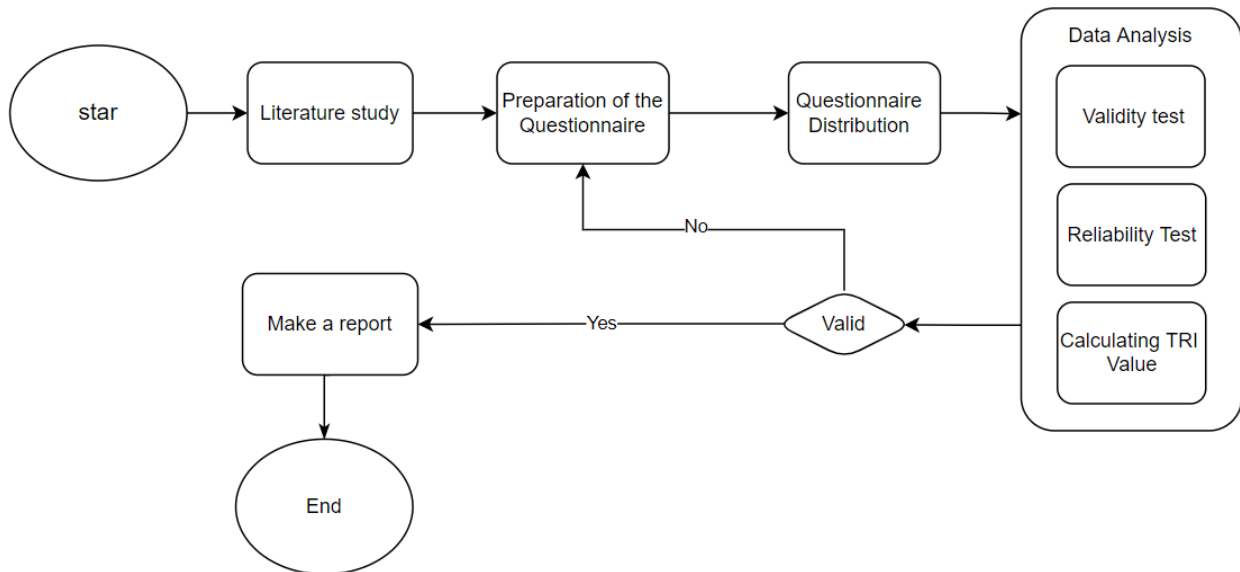 star
Literature study
Preparation of the
Questionnaire
Questionnaire
Distribution
Data Analysis
Validity test
Reliability Test
Calculating TRI
Value
No
Valid
Yes
Make a report
End